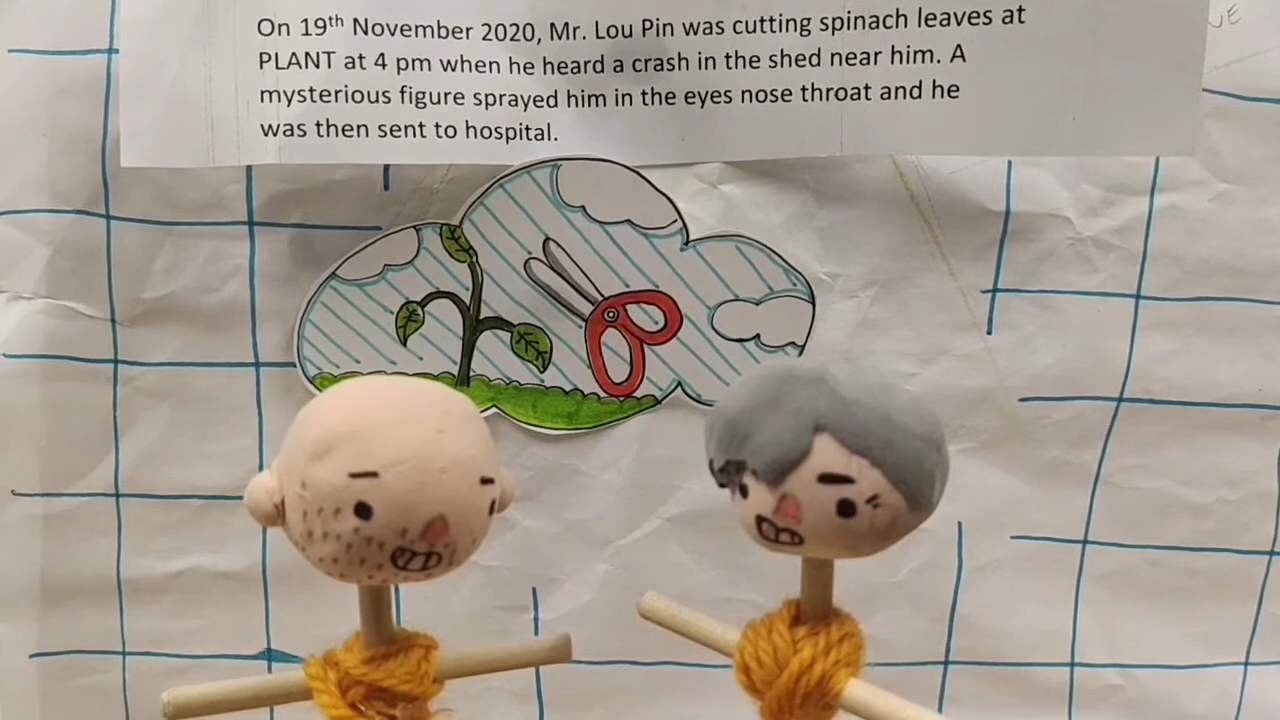 On 19th November 2020, Mr. Lou Pin was cutting spinach leaves at
PLANT at 4 pm when he heard a crash in the shed near him. A
mysterious figure sprayed him in the eyes nose throat and he
was then sent to hospital.